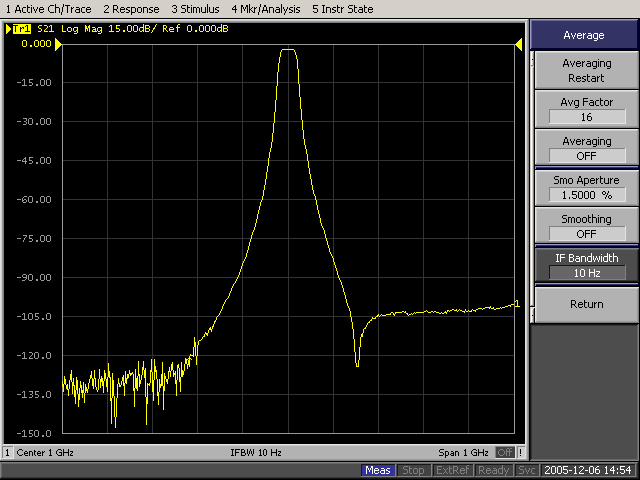 1 Active Ch/Trace 2 Response 3 Stimulus 4 Mkr/Analysis 5 Instr State
Tr1 S21 Log Mag 15.00dB/ Ref 0.000dB
0.000
-15.00
-30.00
-45.00
-60.00
-75.00
-90.00
-105.0
-120.0
-135.0
-150.0
1
Average
Averaging
Restart
Avg Factor
16
Averaging
OFF
Smo Aperture
1.5000 %
Smoothing
OFF
IF Bandwidth
10 Hz
Return
1 Center 1 GHz IFBW 10 Hz Span 1 GHz Off !
Meas Stop ExtRef Ready Svc 2005-12-06 14:54